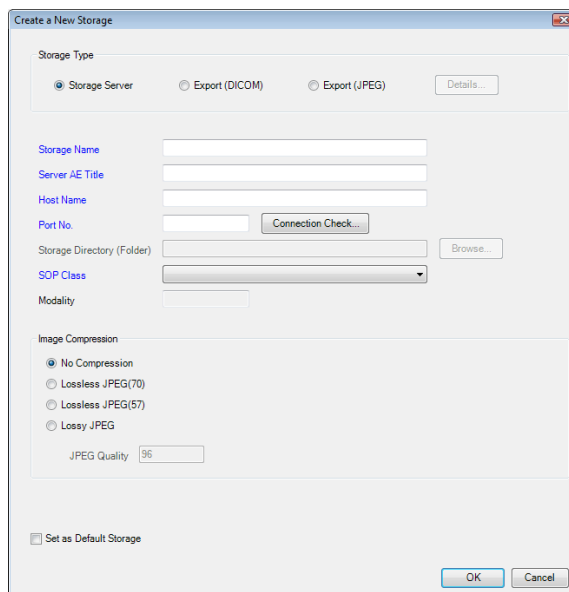 Create a New Storage
Storage Type
Storage Server Export (DICOM) Export (JPEG) Details...
Storage Name
Server AE Title
Host Name
Port No. Connection Check...
Storage Directory (Folder) Browse...
SOP Class
Modality
Image Compression
No Compression
Lossless JPEG(70)
Lossless JPEG(57)
Lossy JPEG
JPEG Quality 96
Set as Default Storage
OK Cancel